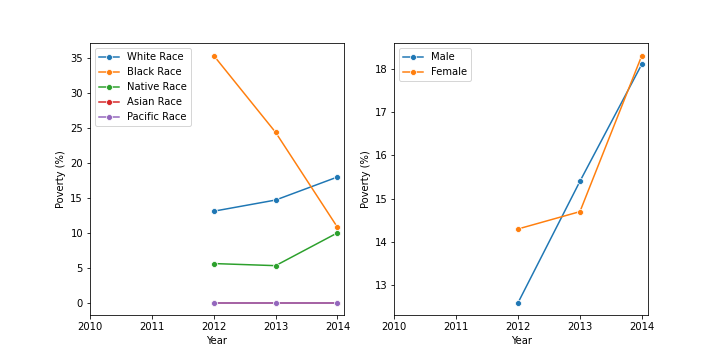 White Race
Black Race
Native Race
Asian Race
Pacific Race
35
30
25
20
15
10
5
0
Poverty (%)
2010 2011 2012 2013 2014
Year
Male
Female
18
17
16
15
14
13
Poverty (%)
2010 2011 2012 2013 2014
Year